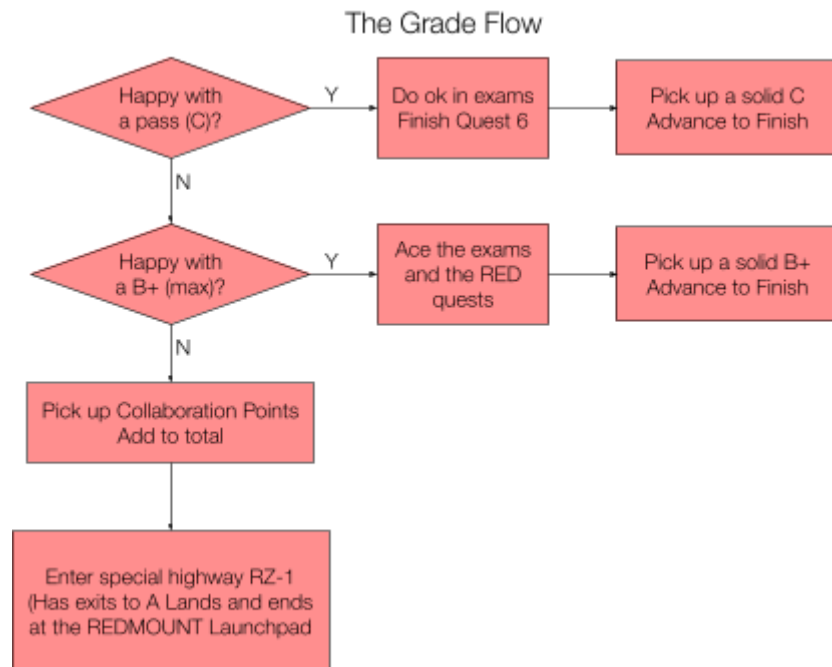 The Grade Flow
Happy with
a pass (C)?
Y
Do ok in exams
Finish Quest 6
Pick up a solid C
Advance to Finish
N
Happy with
a B+ (max)?
Y
Ace the exams
and the RED
quests
Pick up a solid B+
Advance to Finish
N
Pick up Collaboration Points
Add to total
Enter special highway RZ-1
(Has exits to A Lands and ends
at the REDMOUNT Launchpad